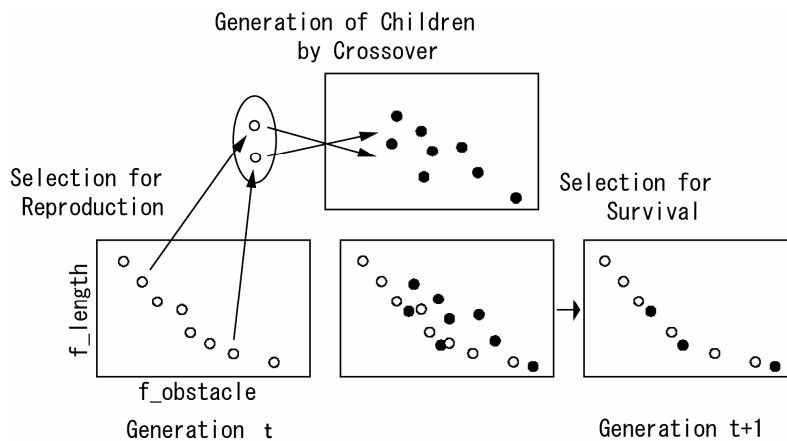 Generation of Children
by Crossover
Selection for
Reproduction
Selection for
Survival
f_length
f_obstacle
Generation t
Generation t+1